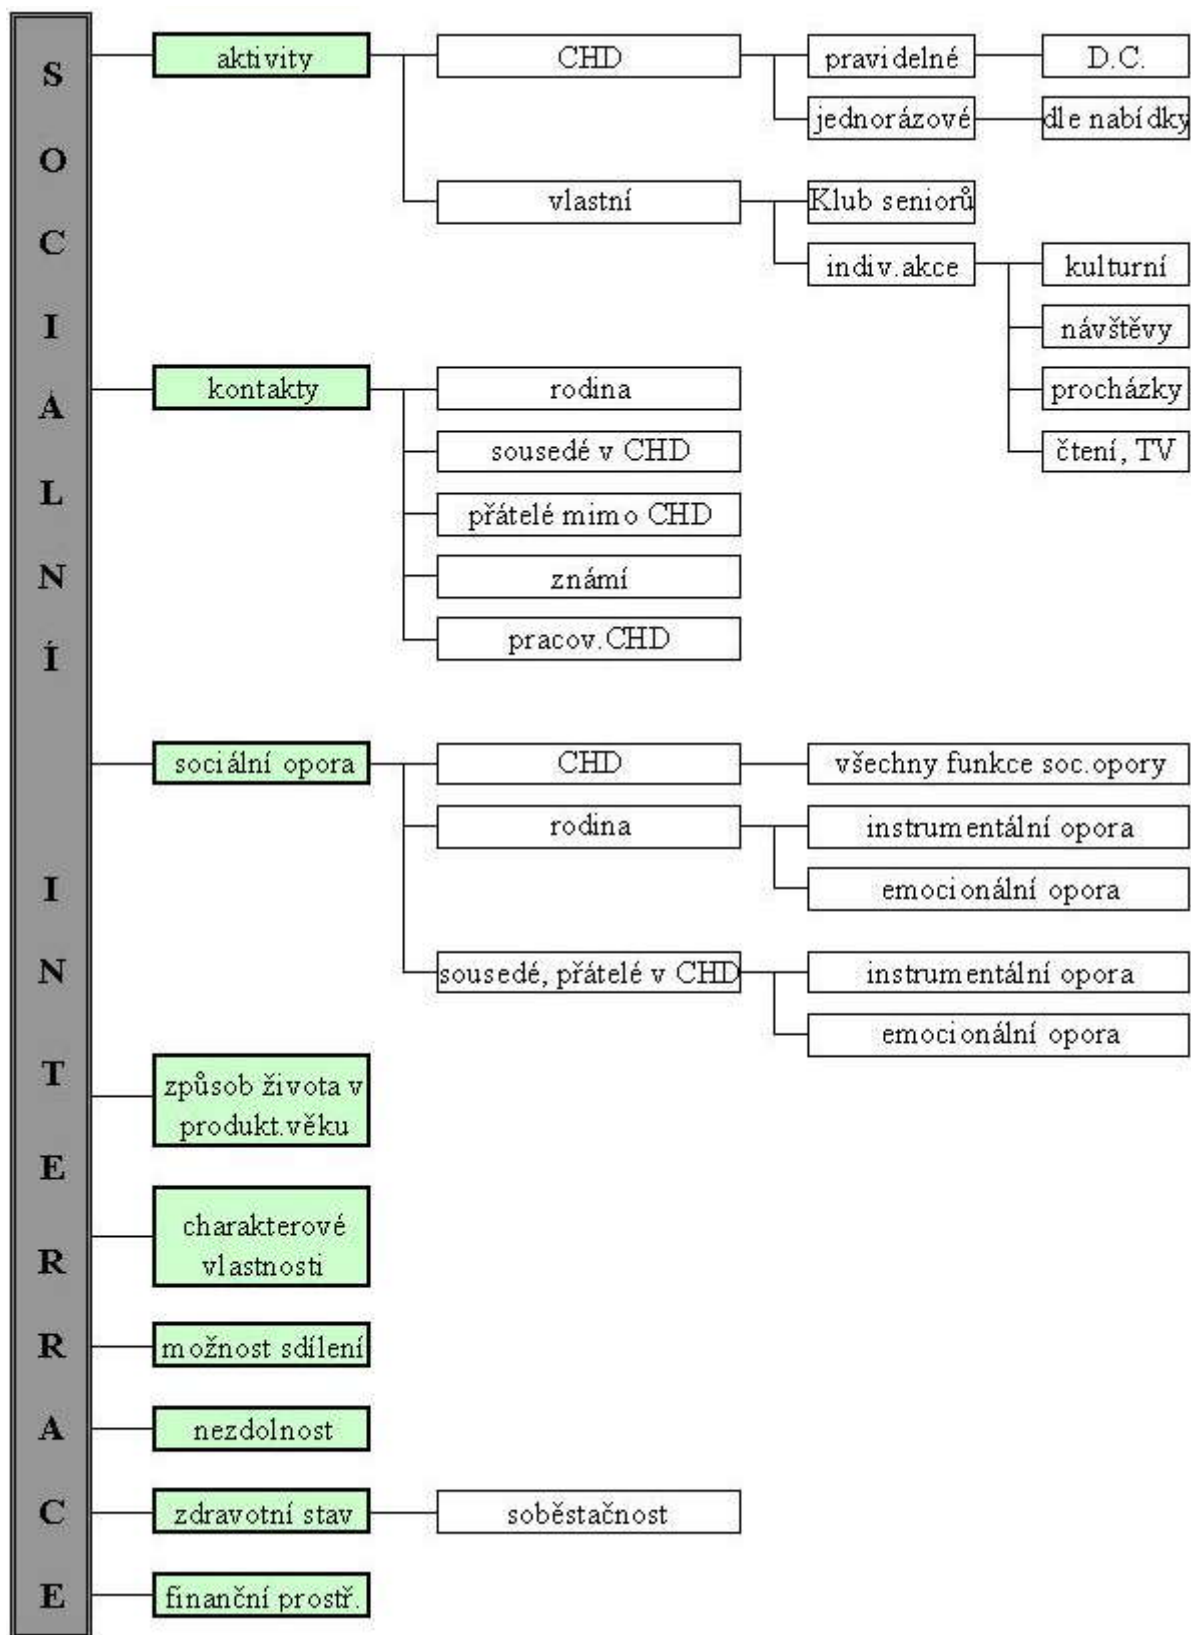 SOCIÁLNÍ INTERRACE
aktivity
CHD
pravidelné
D.C.
jednorázové
dle nabídky
vlastní
Klub seniorů
indiv.akce
kulturní
návštěvy
procházky
čtení, TV
kontakty
rodina
sousedé v CHD
přátelé mimo CHD
známí
pracov.CHD
sociální opora
CHD
všechny funkce soc.opory
rodina
instrumentální opora
emocionální opora
sousedé, přátelé v CHD
instrumentální opora
emocionální opora
způsob života v
produkt.věku
charakterové
vlastnosti
možnost sdílení
nezdolnost
zdravotní stav
soběstačnost
finanční prostř.